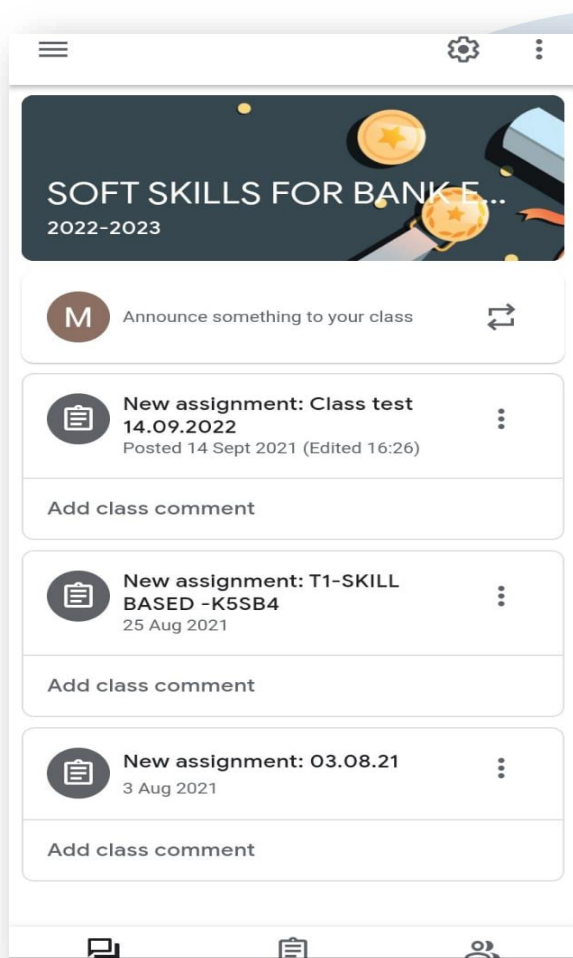 SOFT SKILLS FOR BANK E...
2022-2023
M
Announce something to your class
New assignment: Class test
14.09.2022
Posted 14 Sept 2021 (Edited 16:26)
Add class comment
New assignment: T1-SKILL
BASED -K5SB4
25 Aug 2021
Add class comment
New assignment: 03.08.21
3 Aug 2021
Add class comment